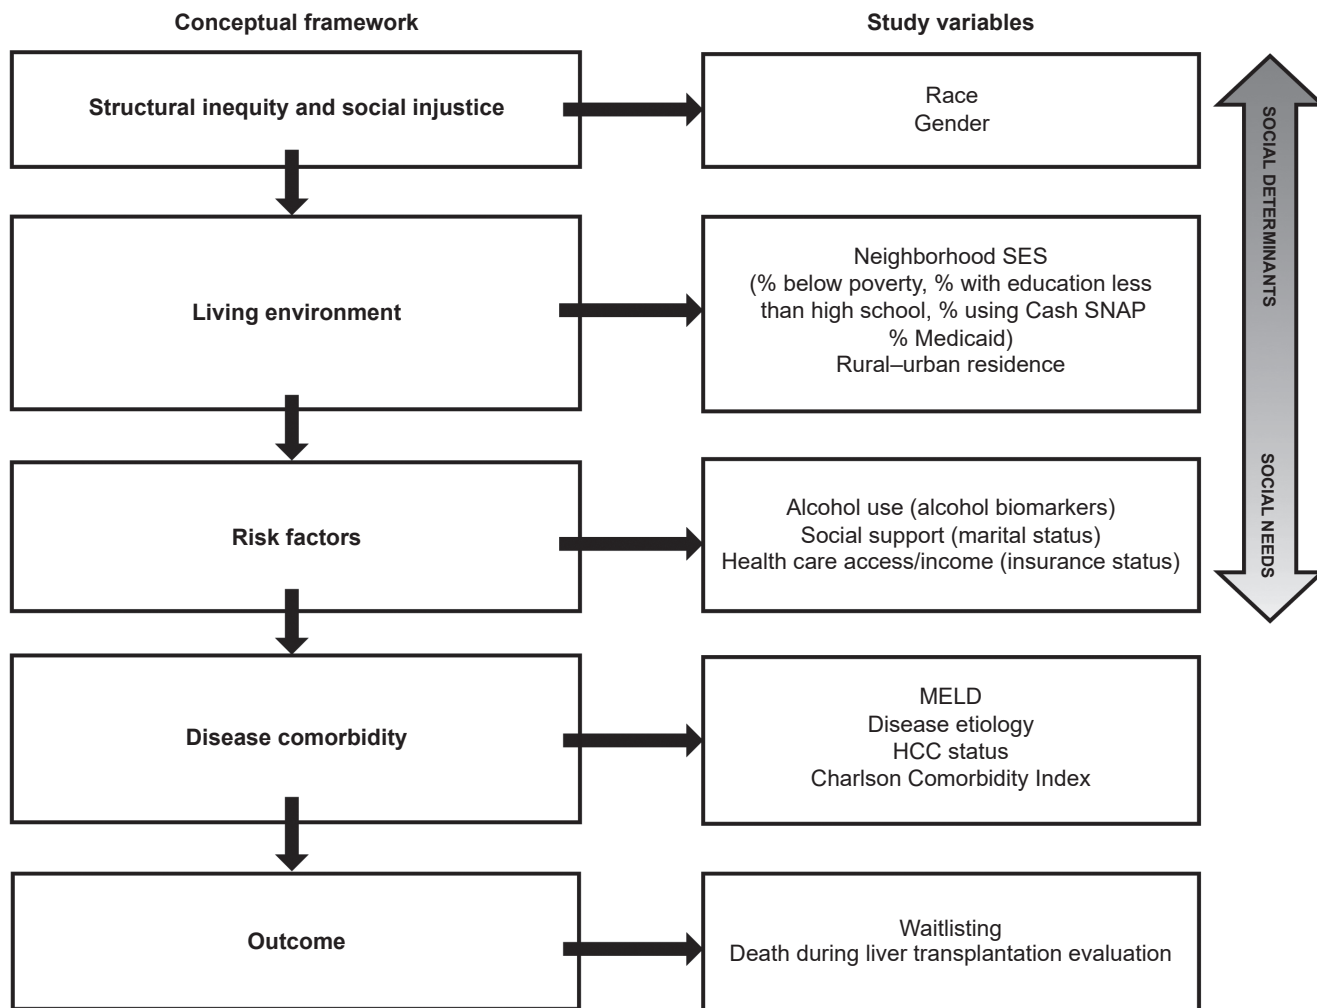 Conceptual framework
Study variables
Structural inequity and social injustice
Race
Gender
Living environment
Neighborhood SES
(% below poverty, % with education less
than high school, % using Cash SNAP
% Medicaid)
Rural–urban residence
Risk factors
Alcohol use (alcohol biomarkers)
Social support (marital status)
Health care access/income (insurance status)
Disease comorbidity
MELD
Disease etiology
HCC status
Charlson Comorbidity Index
Outcome
Waitlisting
Death during liver transplantation evaluation
SOCIAL DETERMINANTS
SOCIAL NEEDS